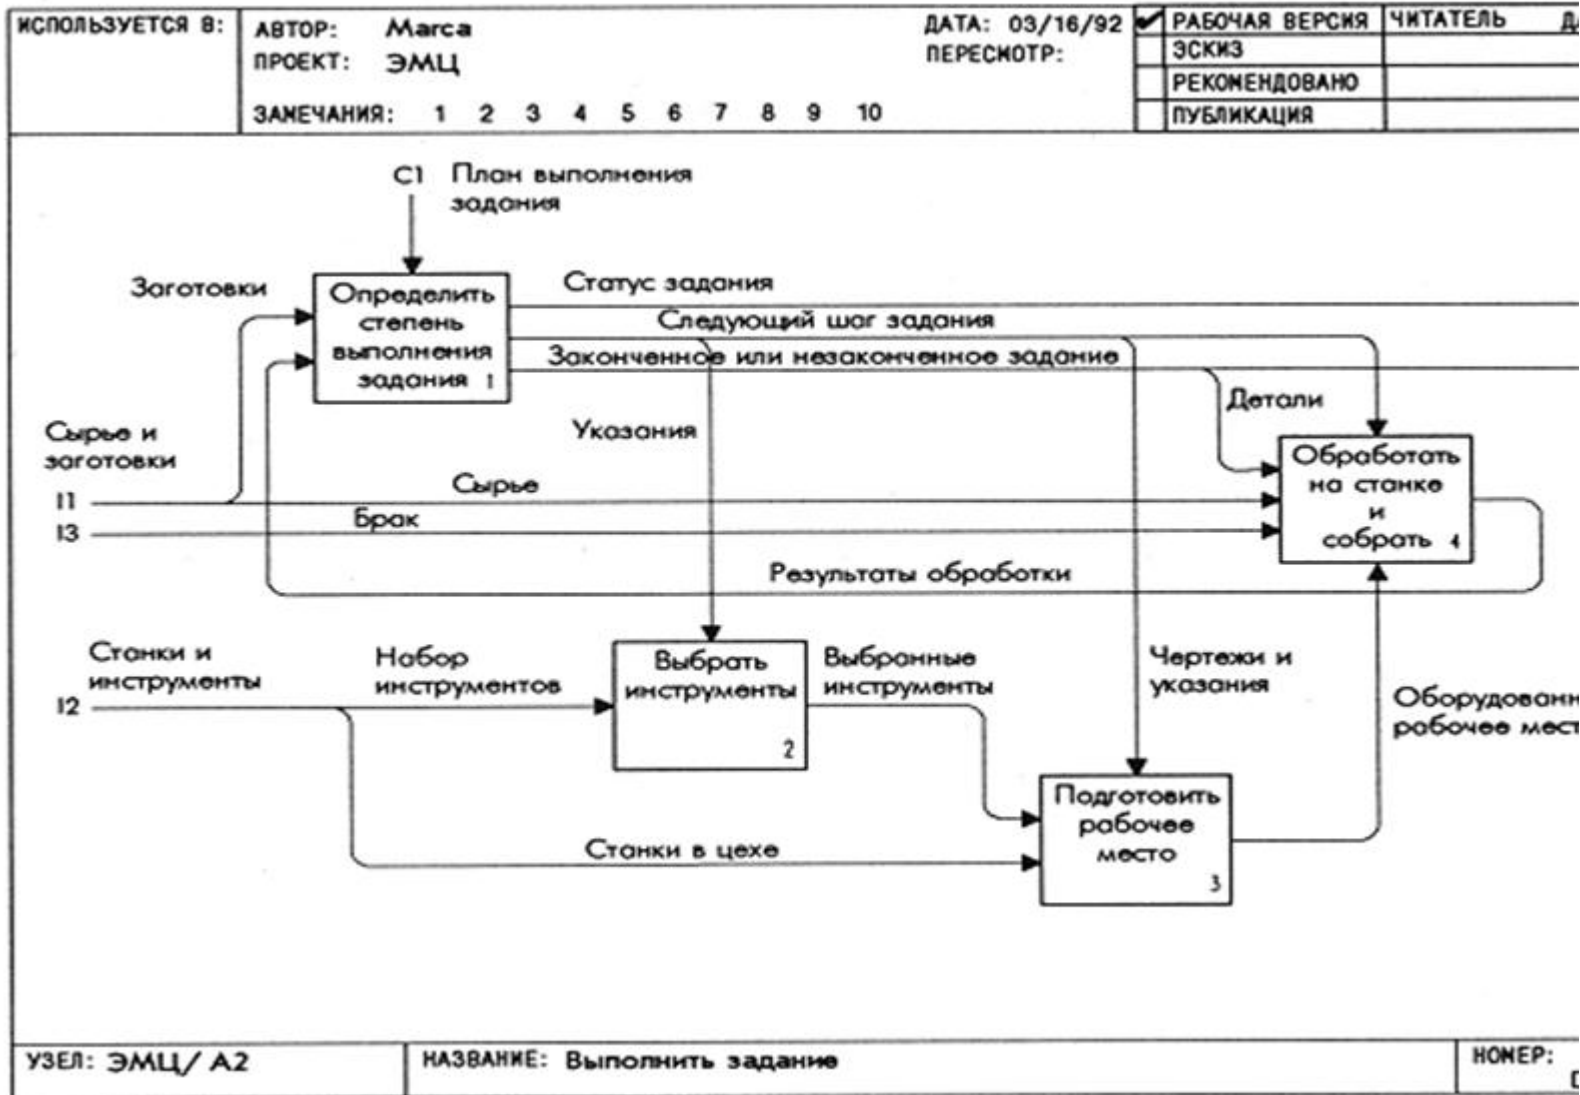 ИСПОЛЬЗУЕТСЯ В:
АВТОР: Marca
ДАТА: 03/16/92
РАБОЧАЯ ВЕРСИЯ
ЧИТАТЕЛЬ
ПРОЕКТ: ЭМЦ
ПЕРЕСМОТР:
ЭСКИЗ
РЕКОМЕНДОВАНО
ЗАМЕЧАНИЯ: 1 2 3 4 5 6 7 8 9 10
ПУБЛИКАЦИЯ
C1 План выполнения
задания
Заготовки
Определить
степень
выполнения
задания 1
Статус задания
Следующий шаг задания
Законченное или незаконченное задание
Детали
Указания
Сырье и
заготовки
I1
Сырье
I3
Брак
Обработать
на станке
и
собрать 4
Результаты обработки
Станки и
инструменты
I2
Набор
инструментов
Выбрать
инструменты
2
Выбранные
инструменты
Чертежи и
указания
рабочее
Подготовить
рабочее
место
3
Станки в цехе
УЗЕЛ: ЭМЦ/ А2
НАЗВАНИЕ: Выполнить задание
НОМЕР: